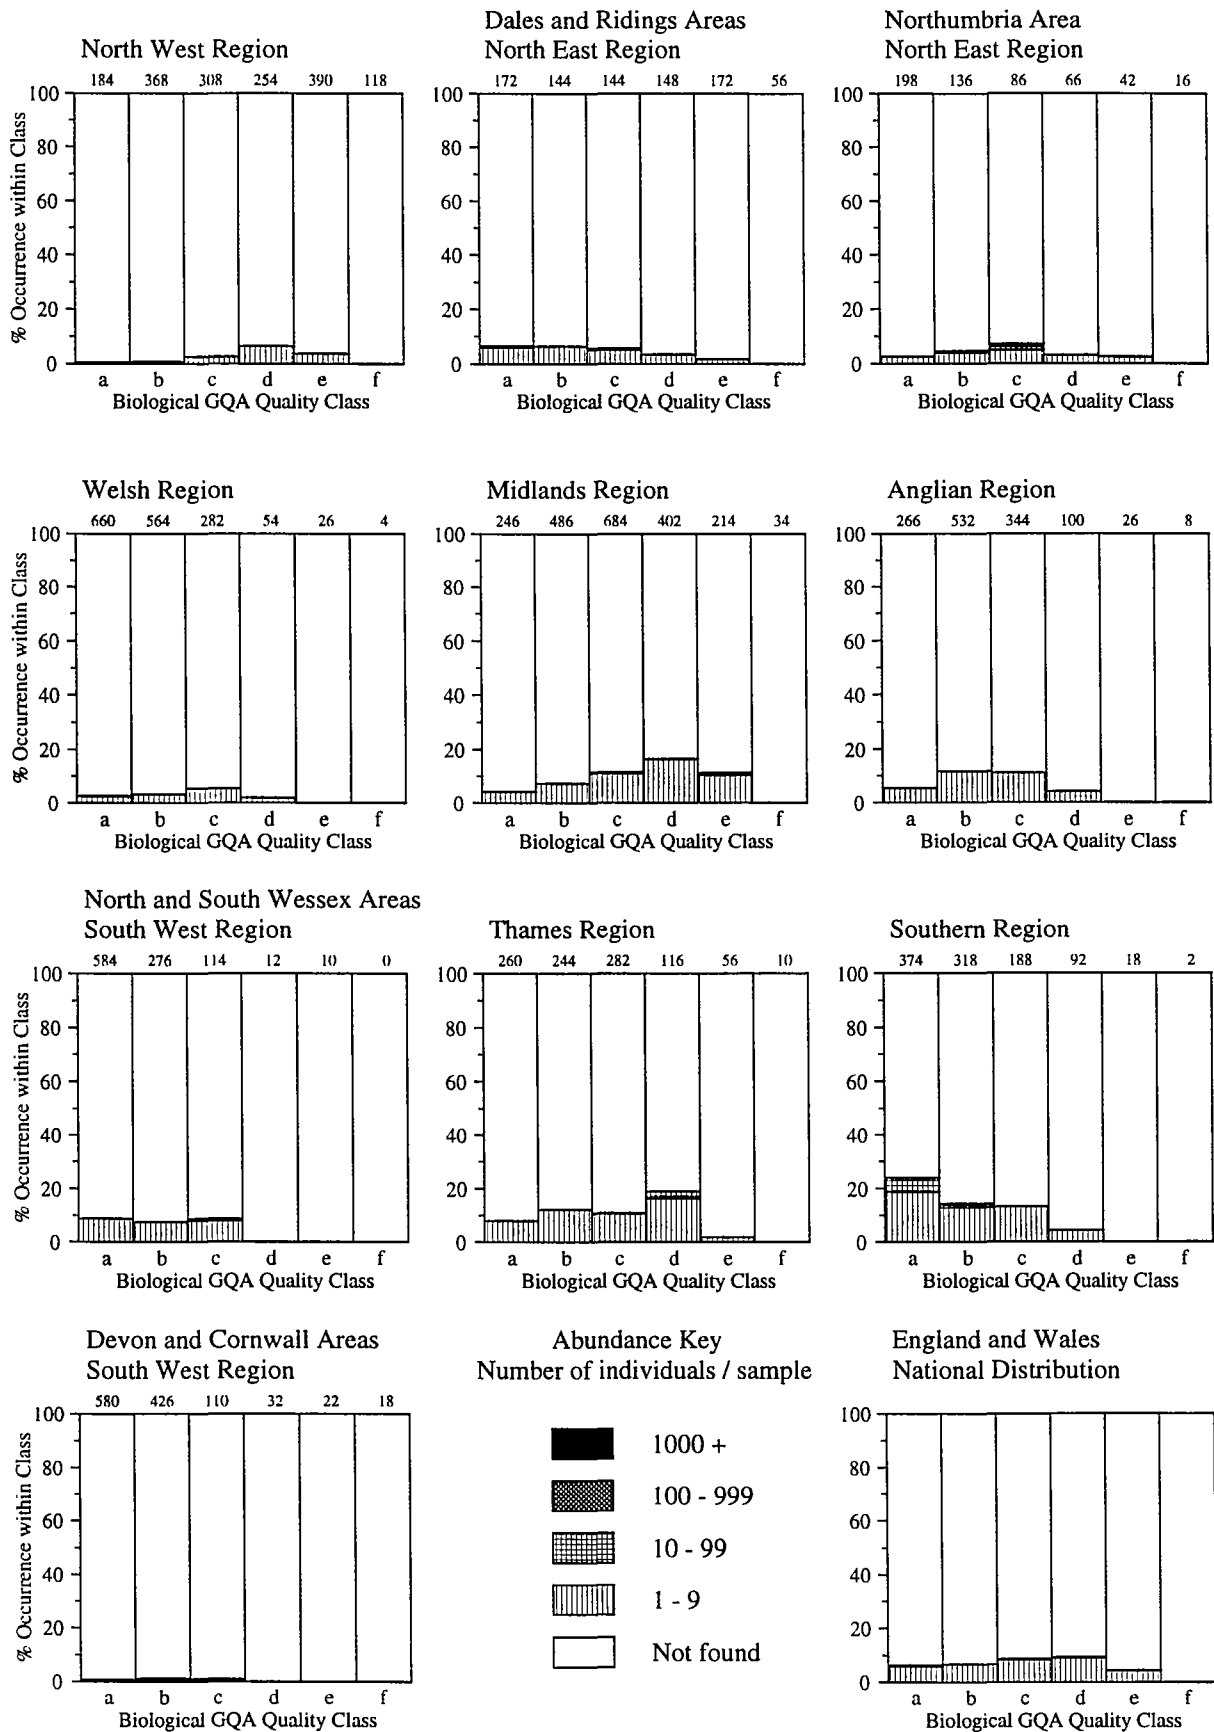 North West Region
184 368 308 254 390 118
% Occurrence within Class
100
80
60
40
20
0
a b c d e f
Biological GQA Quality Class
Dales and Ridings Areas
North East Region
172 144 144 148 172 56
100
80
60
40
20
0
a b c d e f
Biological GQA Quality Class
Northumbria Area
North East Region
198 136 86 66 42 16
100
80
60
40
20
0
a b c d e f
Biological GQA Quality Class
Welsh Region
660 564 282 54 26 4
% Occurrence within Class
100
80
60
40
20
0
a b c d e f
Biological GQA Quality Class
Midlands Region
246 486 684 402 214 34
100
80
60
40
20
0
a b c d e f
Biological GQA Quality Class
Anglian Region
266 532 344 100 26 8
100
80
60
40
20
0
a b c d e f
Biological GQA Quality Class
North and South Wessex Areas
South West Region
584 276 114 12 10 0
% Occurrence within Class
100
80
60
40
20
0
a b c d e f
Biological GQA Quality Class
Thames Region
260 244 282 116 56 10
100
80
60
40
20
0
a b c d e f
Biological GQA Quality Class
Southern Region
374 318 188 92 18 2
100
80
60
40
20
0
a b c d e f
Biological GQA Quality Class
Devon and Cornwall Areas
South West Region
580 426 110 32 22 18
% Occurrence within Class
100
80
60
40
20
0
a b c d e f
Biological GQA Quality Class
Abundance Key
Number of individuals / sample
1000 +
100 - 999
10 - 99
1 - 9
Not found
England and Wales
National Distribution
100
80
60
40
20
0
a b c d e f
Biological GQA Quality Class